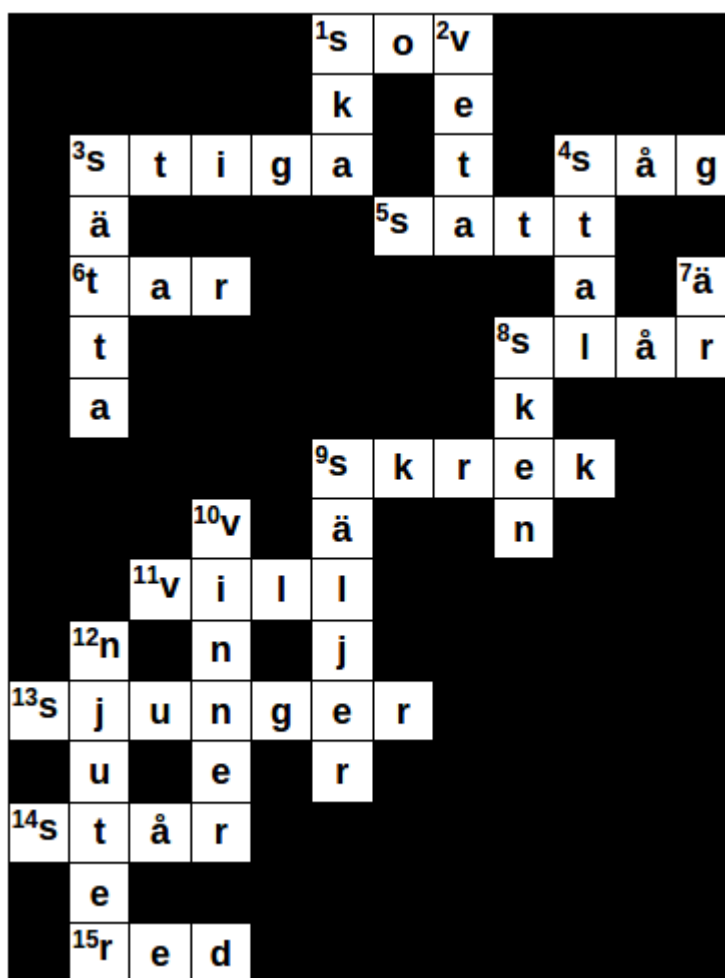 1s o 2v
k e
3s t i g a t 4s å g
ä 5s a t t
6t a r a 7ä
t 8s l å r
a k
9s k r e k
10v ä n
11v i l l
12n n j
13s j u n g e r
u e r
14s t å r
e
15r e d